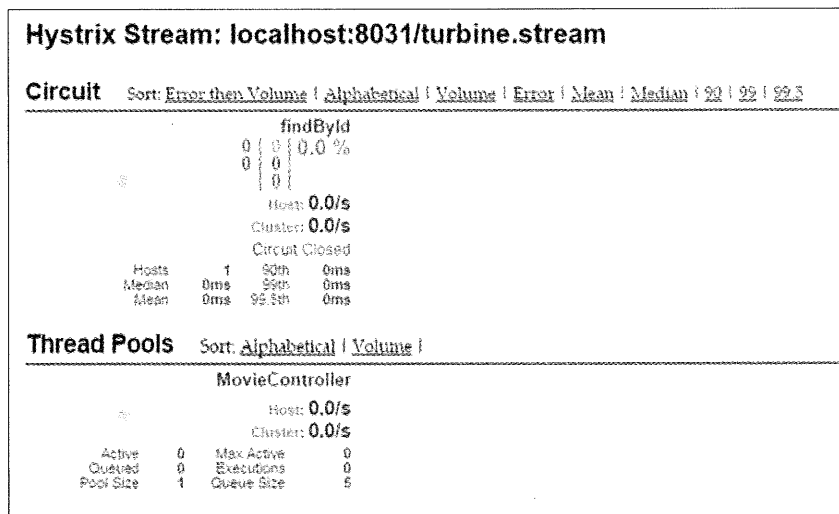 Hystrix Stream: localhost:8031/turbine.stream
Circuit Sort: Error then Volume | Alphabetical | Volume | Error | Mean | Median | 90 | 99 | 99.5
findById
0 | 0 | 0.0 %
0 | 0
| 0 |
Host: 0.0/s
Cluster: 0.0/s
Circuit Closed
Hosts 1 90th 0ms
Median 0ms 99th 0ms
Mean 0ms 99.5th 0ms
Thread Pools Sort: Alphabetical | Volume |
MovieController
Host: 0.0/s
Cluster: 0.0/s
Active 0 Max Active 0
Queued 0 Executions 0
Pool Size 1 Queue Size 5